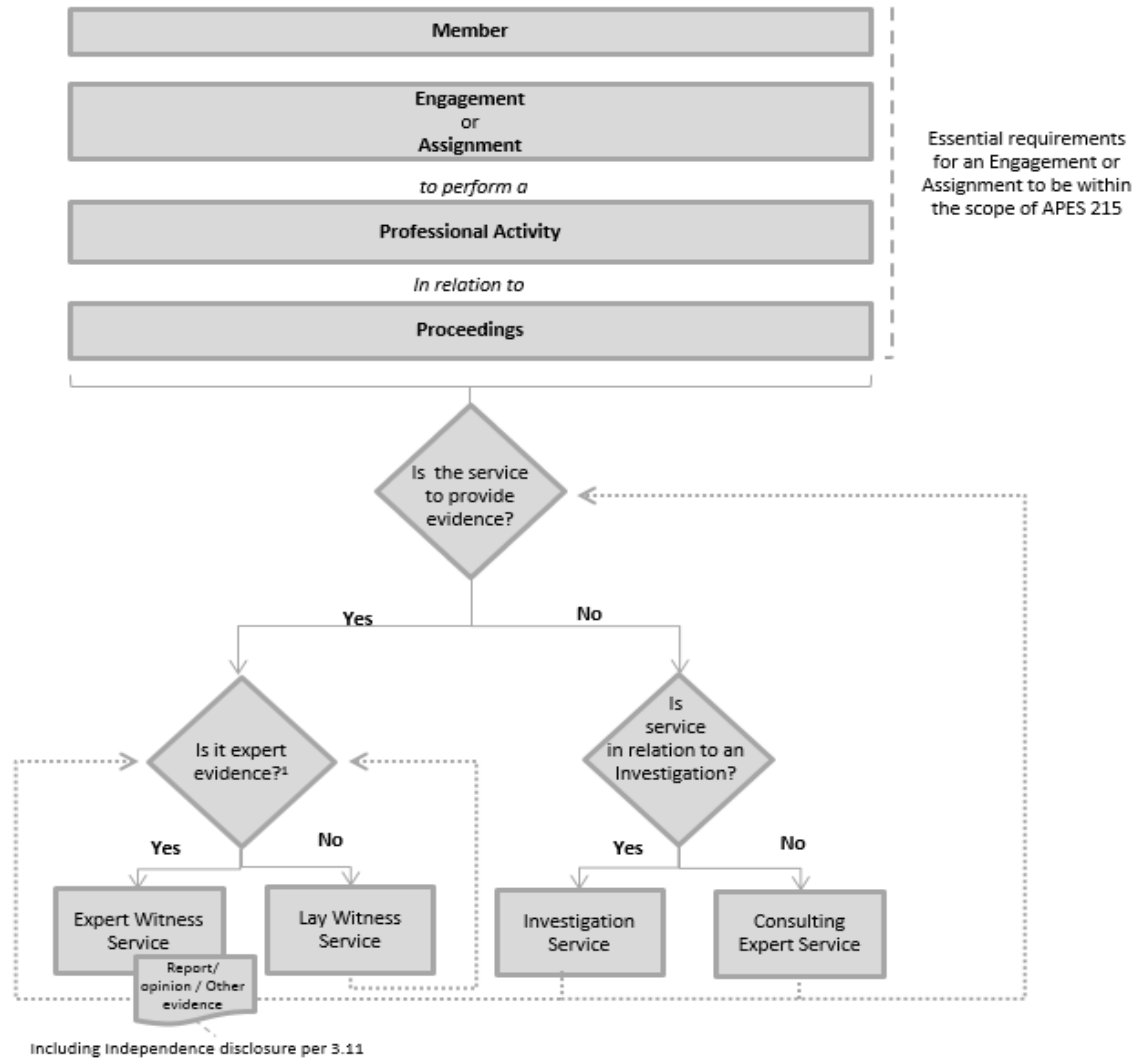 Member
Engagement
or
Assignment
to perform a
Professional Activity
In relation to
Proceedings
Essential requirements
for an Engagement or
Assignment to be within
the scope of APES 215
Is the service
to provide
evidence?
Yes
No
Is it expert
evidence?¹
Is
service
in relation to an
Investigation?
Yes
No
Yes
No
Expert Witness
Service
Lay Witness
Service
Investigation
Service
Consulting
Expert Service
Report/
opinion / Other
evidence
Including Independence disclosure per 3.11